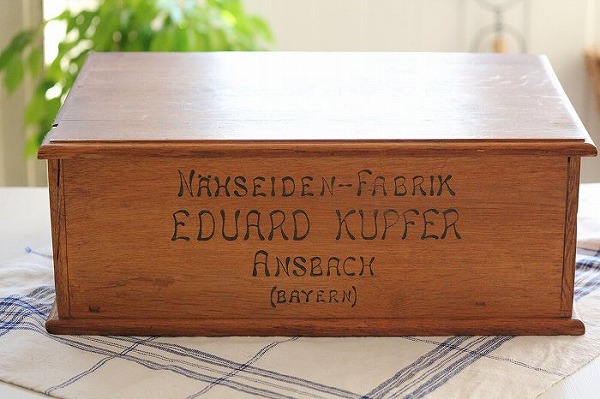 NÄHSEIDEN-FABRIK
EDUARD KUPFER
ANSBACH
(BAYERN)